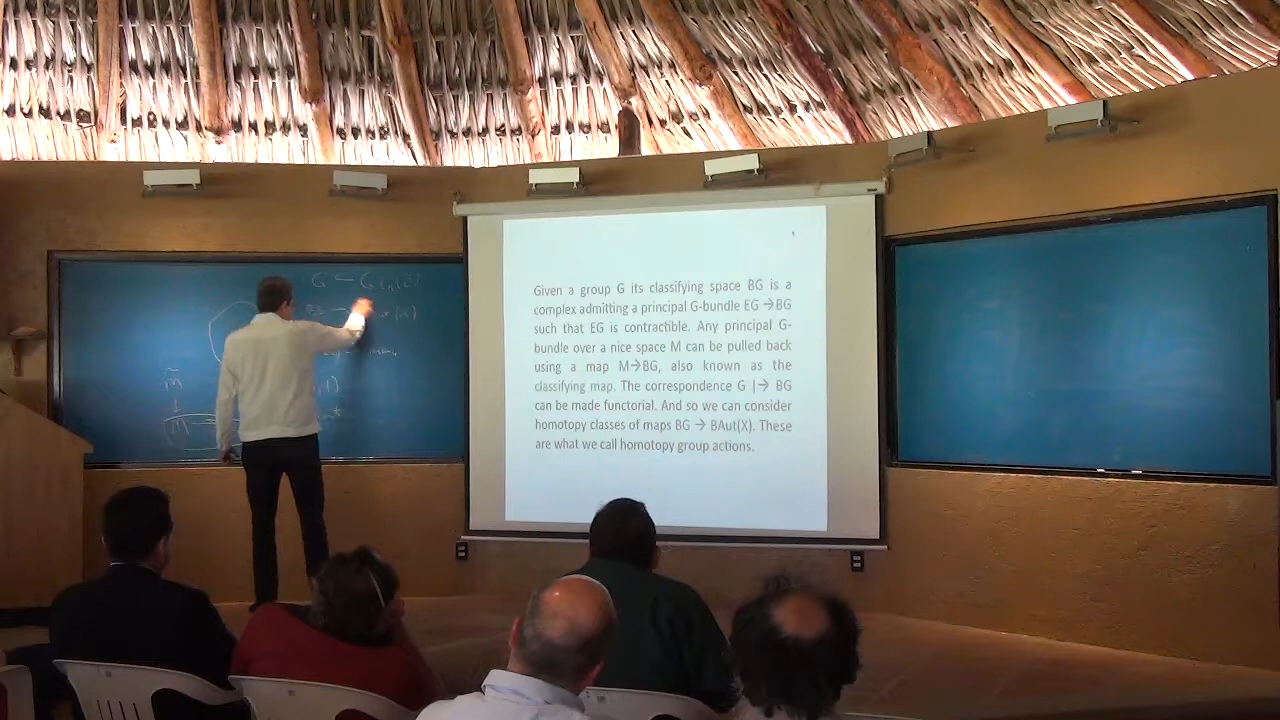 G — GLn(C)
M̃
↓
M
Given a group G its classifying space BG is a
complex admitting a principal G-bundle EG →BG
such that EG is contractible. Any principal G-
bundle over a nice space M can be pulled back
using a map M→BG, also known as the
classifying map. The correspondence G |→ BG
can be made functorial. And so we can consider
homotopy classes of maps BG → BAut(X). These
are what we call homotopy group actions.